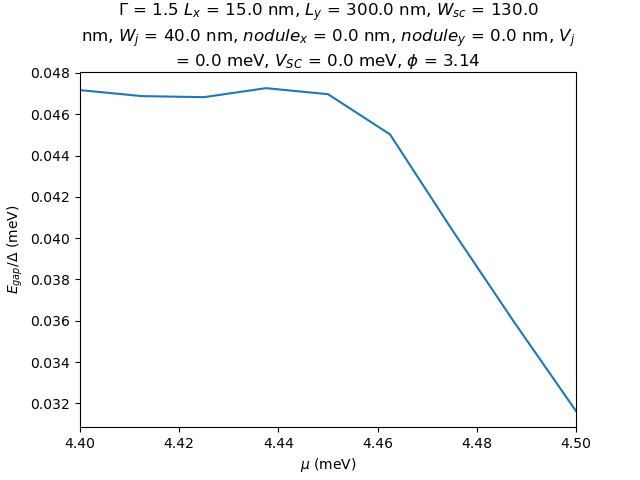 Γ = 1.5 Lₓ = 15.0 nm, L_y = 300.0 nm, W_sc = 130.0
nm, W_j = 40.0 nm, noduleₓ = 0.0 nm, nodule_y = 0.0 nm, V_j
= 0.0 meV, V_SC = 0.0 meV, ϕ = 3.14
0.048
0.046
0.044
0.042
0.040
0.038
0.036
0.034
0.032
E_gap/Δ (meV)
4.40 4.42 4.44 4.46 4.48 4.50
μ (meV)